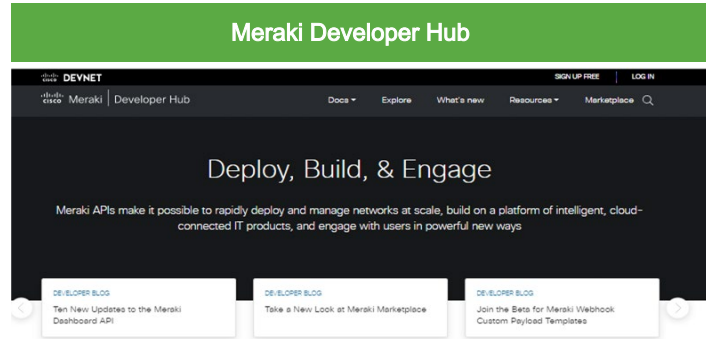 Meraki Developer Hub
CISCO DEVNET
SIGN UP FREE
LOG IN
CISCO Meraki | Developer Hub
Docs
Explore
What's new
Resources
Marketplace
Deploy, Build, & Engage
Meraki APIs make it possible to rapidly deploy and manage networks at scale, build on a platform of intelligent, cloud-
connected IT products, and engage with users in powerful new ways
DEVELOPER BLOG
Ten New Updates to the Meraki
Dashboard API
DEVELOPER BLOG
Take a New Look at Meraki Marketplace
DEVELOPER BLOG
Join the Beta for Meraki Webhook
Custom Payload Templates